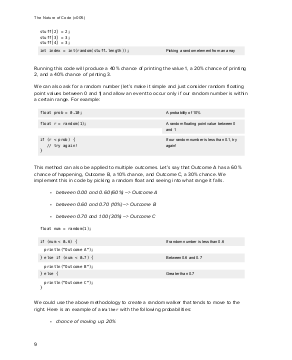 The Nature of Code (v005)
stuff[2] = 2;
stuff[3] = 3;
stuff[4] = 3;
int index = int(random(stuff.length)); Picking a random element from an array
Running this code will produce a 40% chance of printing the value 1, a 20% chance of printing
2, and a 40% chance of printing 3.
We can also ask for a random number (let's make it simple and just consider random floating
point values between 0 and 1) and allow an event to occur only if our random number is within
a certain range. For example:
float prob = 0.10; A probability of 10%
float r = random(1); A random floating point value between 0
and 1
if (r < prob) { If our random number is less than 0.1, try
// try again! again!
}
This method can also be applied to multiple outcomes. Let's say that Outcome A has a 60%
chance of happening, Outcome B, a 10% chance, and Outcome C, a 30% chance. We
implement this in code by picking a random float and seeing into what range it falls.
• between 0.00 and 0.60 (60%) –> Outcome A
• between 0.60 and 0.70 (10%) –> Outcome B
• between 0.70 and 1.00 (30%) –> Outcome C
float num = random(1);
if (num < 0.6) { If random number is less than 0.6
println("Outcome A");
} else if (num < 0.7) { Between 0.6 and 0.7
println("Outcome B");
} else { Greater than 0.7
println("Outcome C");
}
We could use the above methodology to create a random walker that tends to move to the
right. Here is an example of a Walker with the following probabilities:
• chance of moving up: 20%
9